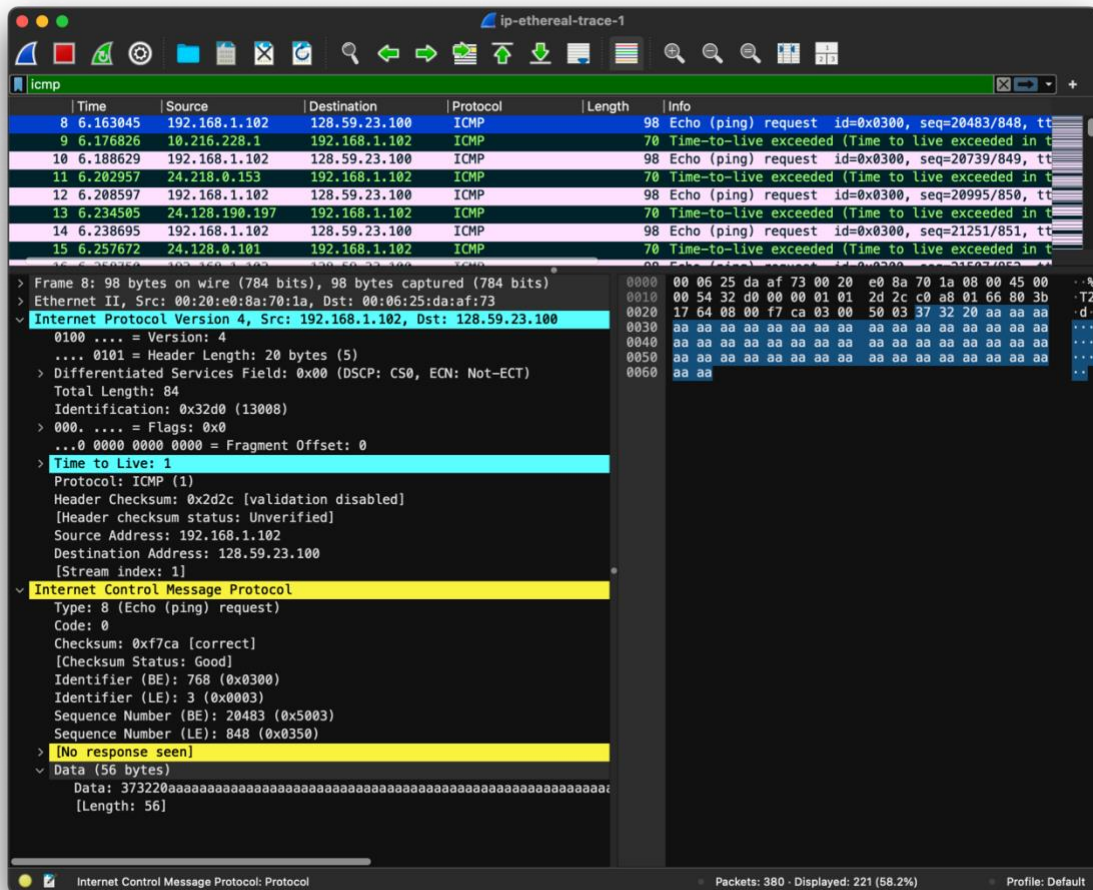 ip-ethereal-trace-1
icmp
Time Source Destination Protocol Length Info
8 6.163045 192.168.1.102 128.59.23.100 ICMP 98 Echo (ping) request id=0x0300, seq=20483/848, tt
9 6.176826 10.216.228.1 192.168.1.102 ICMP 70 Time-to-live exceeded (Time to live exceeded in t
10 6.188629 192.168.1.102 128.59.23.100 ICMP 98 Echo (ping) request id=0x0300, seq=20739/849, tt
11 6.202957 24.218.0.153 192.168.1.102 ICMP 70 Time-to-live exceeded (Time to live exceeded in t
12 6.208597 192.168.1.102 128.59.23.100 ICMP 98 Echo (ping) request id=0x0300, seq=20995/850, tt
13 6.234505 24.128.190.197 192.168.1.102 ICMP 70 Time-to-live exceeded (Time to live exceeded in t
14 6.238695 192.168.1.102 128.59.23.100 ICMP 98 Echo (ping) request id=0x0300, seq=21251/851, tt
15 6.257672 24.128.0.101 192.168.1.102 ICMP 70 Time-to-live exceeded (Time to live exceeded in t
Frame 8: 98 bytes on wire (784 bits), 98 bytes captured (784 bits)
Ethernet II, Src: 00:20:e0:8a:70:1a, Dst: 00:06:25:da:af:73
Internet Protocol Version 4, Src: 192.168.1.102, Dst: 128.59.23.100
0100 .... = Version: 4
.... 0101 = Header Length: 20 bytes (5)
Differentiated Services Field: 0x00 (DSCP: CS0, ECN: Not-ECT)
Total Length: 84
Identification: 0x32d0 (13008)
000. .... = Flags: 0x0
...0 0000 0000 0000 = Fragment Offset: 0
Time to Live: 1
Protocol: ICMP (1)
Header Checksum: 0x2d2c [validation disabled]
[Header checksum status: Unverified]
Source Address: 192.168.1.102
Destination Address: 128.59.23.100
[Stream index: 1]
Internet Control Message Protocol
Type: 8 (Echo (ping) request)
Code: 0
Checksum: 0xf7ca [correct]
[Checksum Status: Good]
Identifier (BE): 768 (0x0300)
Identifier (LE): 3 (0x0003)
Sequence Number (BE): 20483 (0x5003)
Sequence Number (LE): 848 (0x0350)
[No response seen]
Data (56 bytes)
Data: 373220aaaaaaaaaaaaaaaaaaaaaaaaaaaaaaaaaaaaaaaaaaaaaaaaaaaaaaaa
[Length: 56]
0000 00 06 25 da af 73 00 20 e0 8a 70 1a 08 00 45 00 ··%
0010 00 54 32 d0 00 00 01 01 2d 2c c0 a8 01 66 80 3b ·T2
0020 17 64 08 00 f7 ca 03 00 50 03 37 32 20 aa aa aa ·d·
0030 aa aa aa aa aa aa aa aa aa aa aa aa aa aa aa aa ···
0040 aa aa aa aa aa aa aa aa aa aa aa aa aa aa aa aa ···
0050 aa aa aa aa aa aa aa aa aa aa aa aa aa aa aa aa ···
0060 aa aa ··
Internet Control Message Protocol: Protocol Packets: 380 · Displayed: 221 (58.2%) Profile: Default